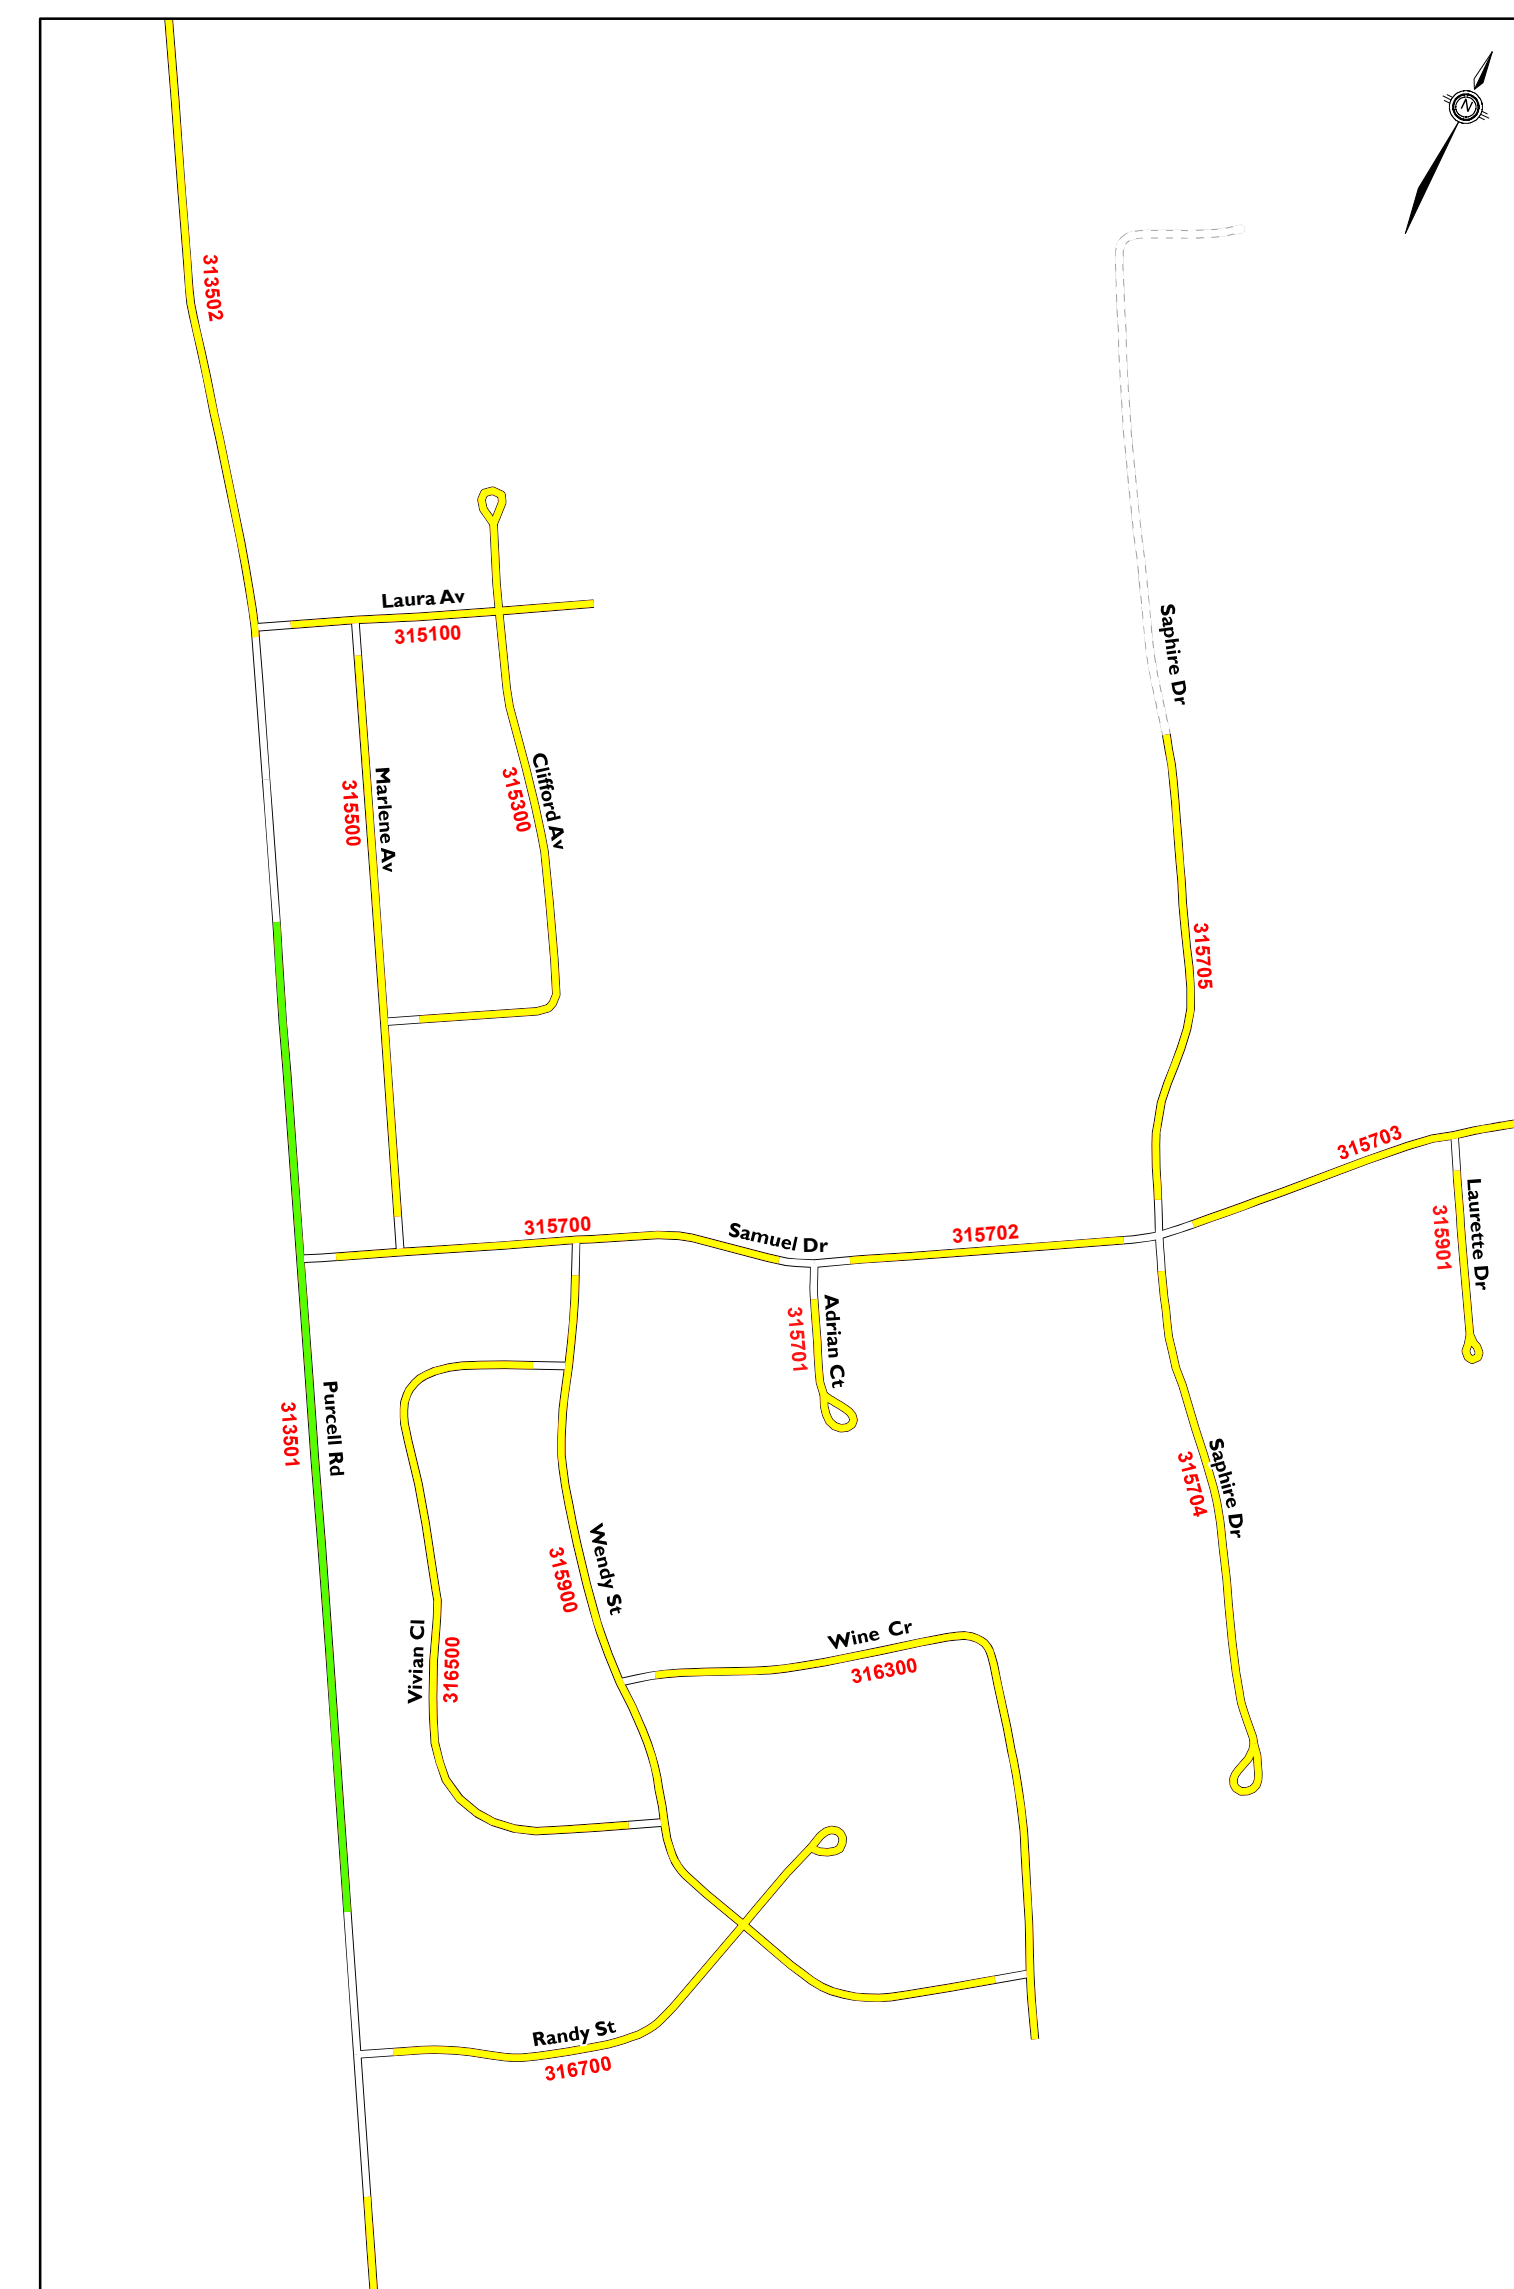 N
313502
Laura Av
315100
Saphire Dr
Clifford Av
315300
Marlene Av
315500
315705
315703
Laurette Dr
315901
315700
Samuel Dr
315702
Adrian Ct
315701
Purcell Rd
313501
Saphire Dr
315704
Wendy St
315900
Vivian Cl
316500
Wine Cr
316300
Randy St
316700